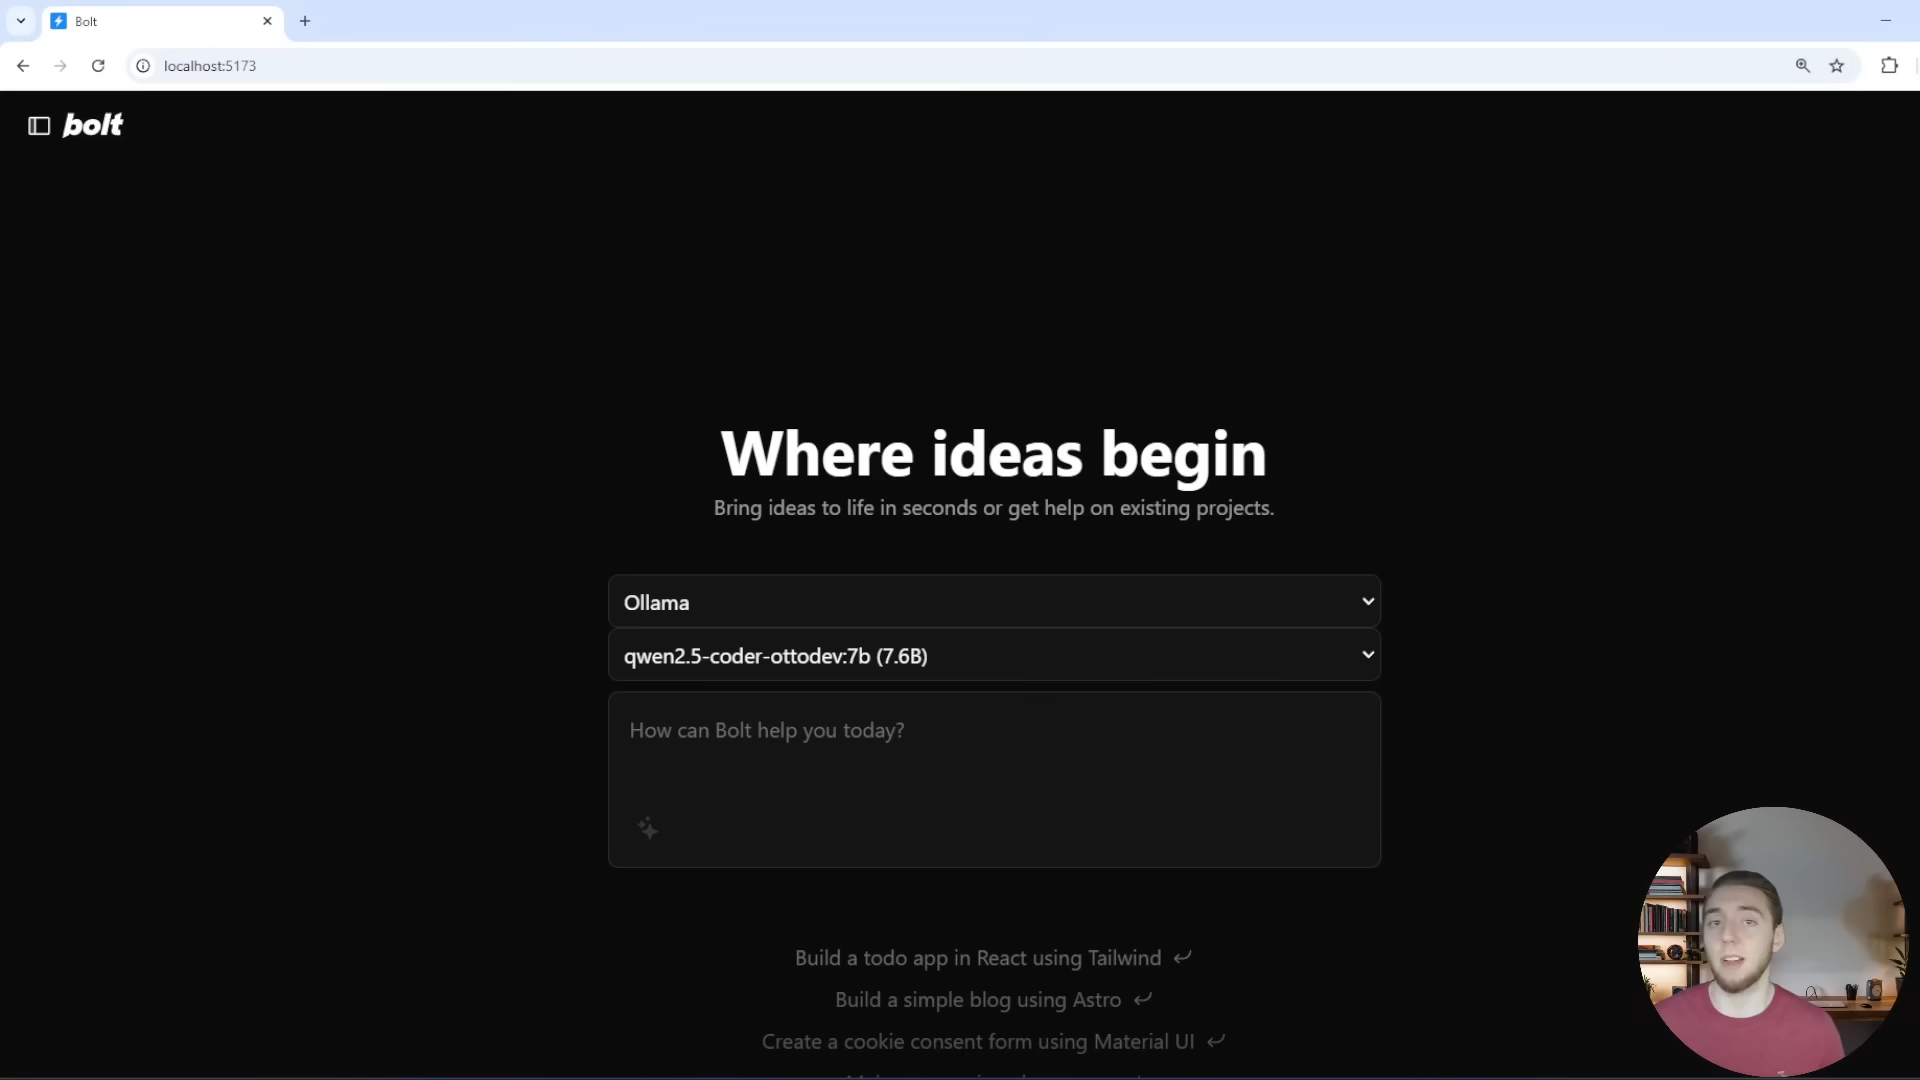 Bolt
localhost:5173
bolt
Where ideas begin
Bring ideas to life in seconds or get help on existing projects.
Ollama
qwen2.5-coder-ottodev:7b (7.6B)
How can Bolt help you today?
Build a todo app in React using Tailwind
Build a simple blog using Astro
Create a cookie consent form using Material UI